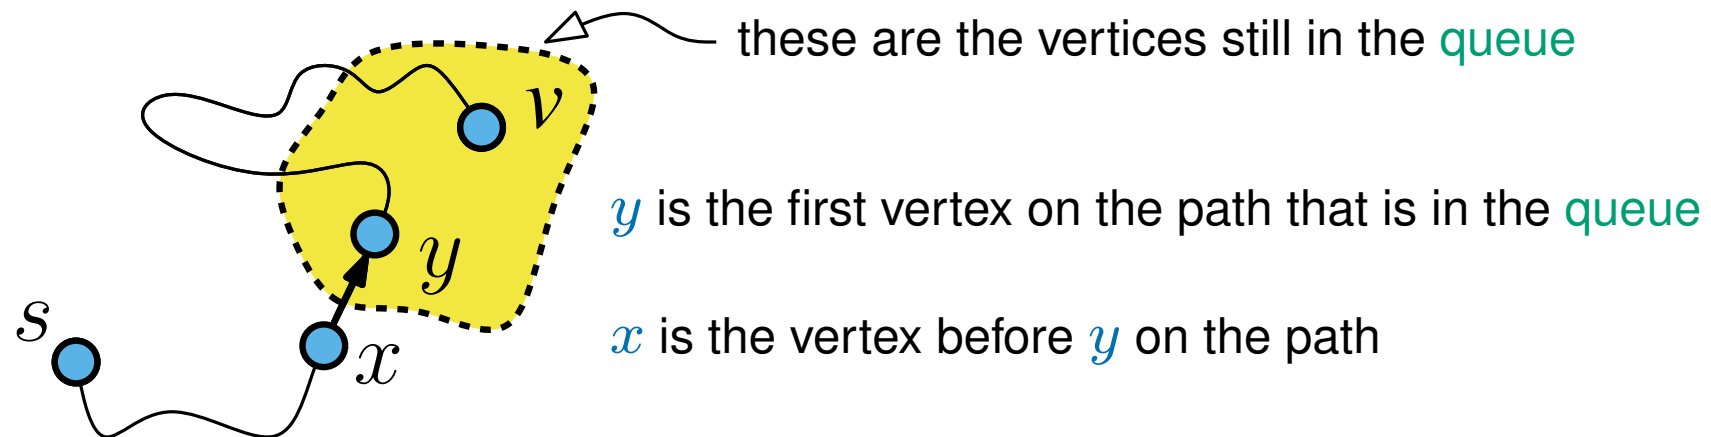 these are the vertices still in the queue
v
y is the first vertex on the path that is in the queue
y
s
x
x is the vertex before y on the path